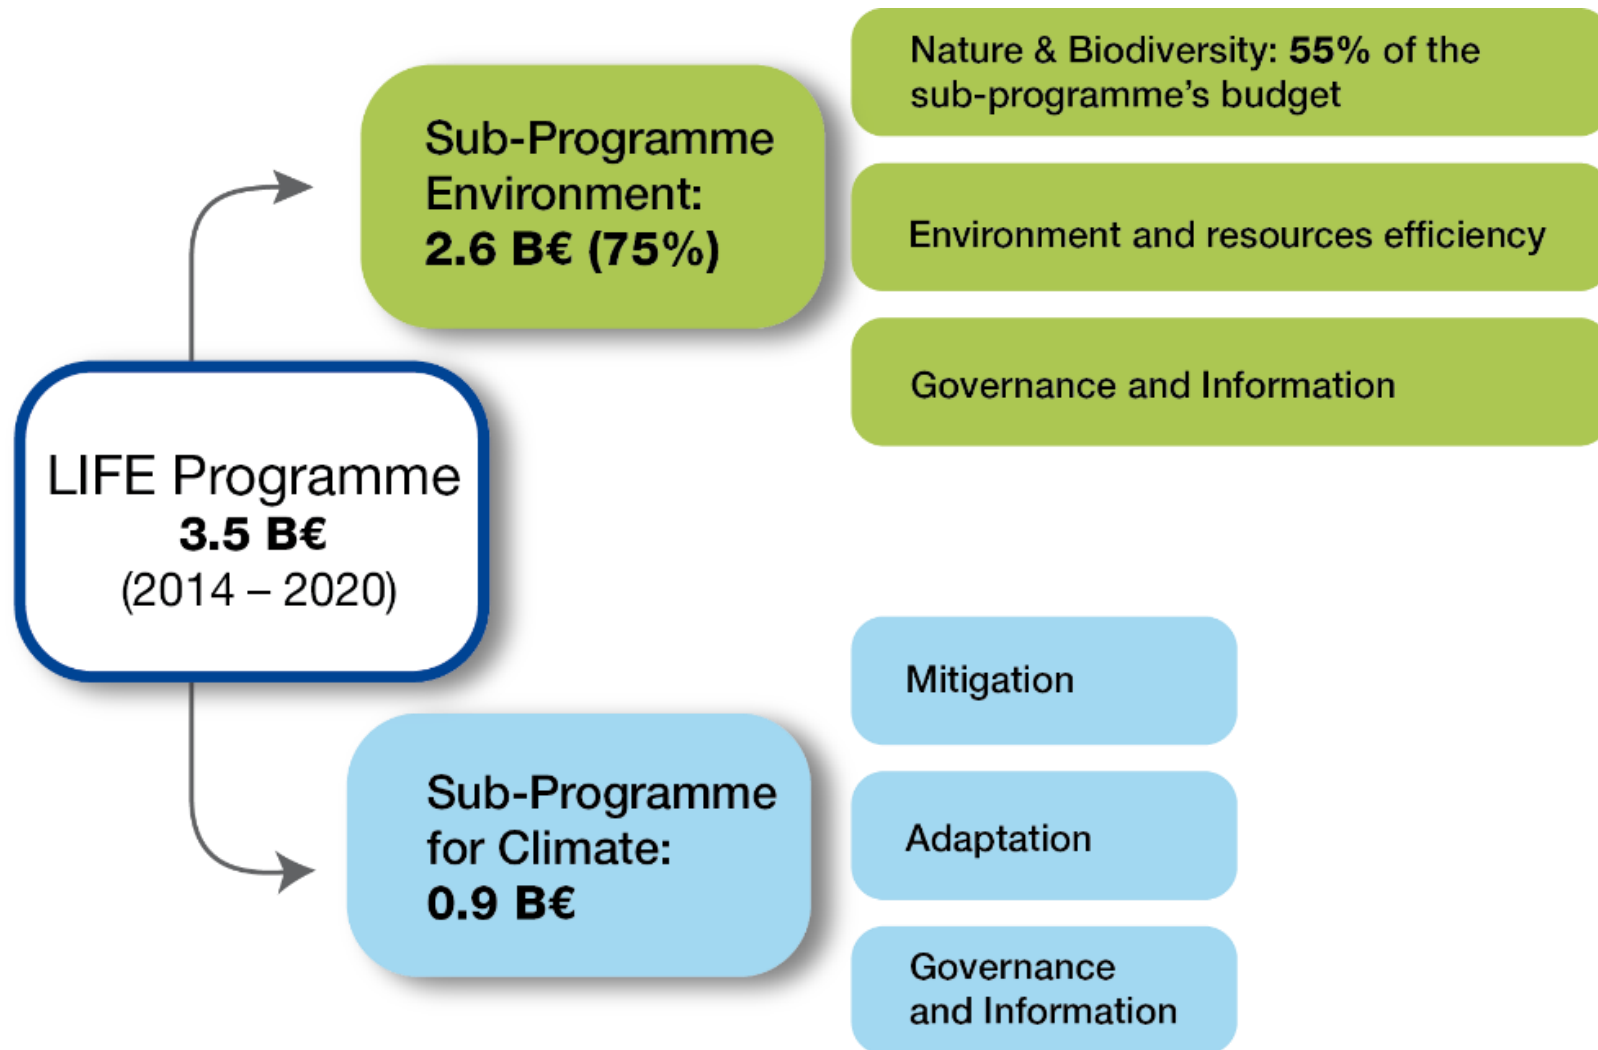 LIFE Programme
3.5 B€
(2014 – 2020)
Sub-Programme
Environment:
2.6 B€ (75%)
Nature & Biodiversity: 55% of the
sub-programme’s budget
Environment and resources efficiency
Governance and Information
Sub-Programme
for Climate:
0.9 B€
Mitigation
Adaptation
Governance
and Information